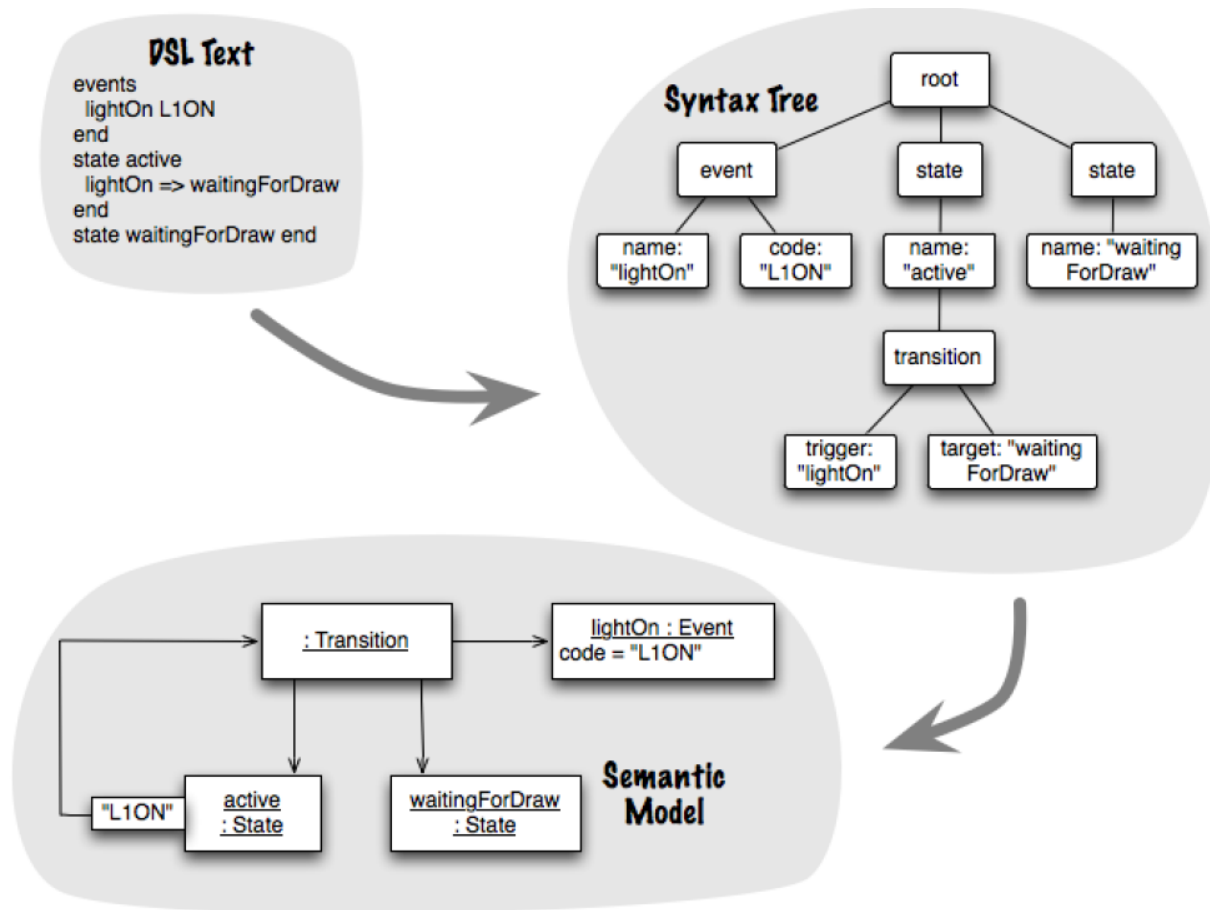 DSL Text
events
lightOn L1ON
end
state active
lightOn => waitingForDraw
end
state waitingForDraw end
Syntax Tree
root
event
state
state
name:
"lightOn"
code:
"L1ON"
name:
"active"
name: "waiting
ForDraw"
transition
trigger:
"lightOn"
target: "waiting
ForDraw"
: Transition
lightOn : Event
code = "L1ON"
"L1ON"
active
: State
waitingForDraw
: State
Semantic
Model